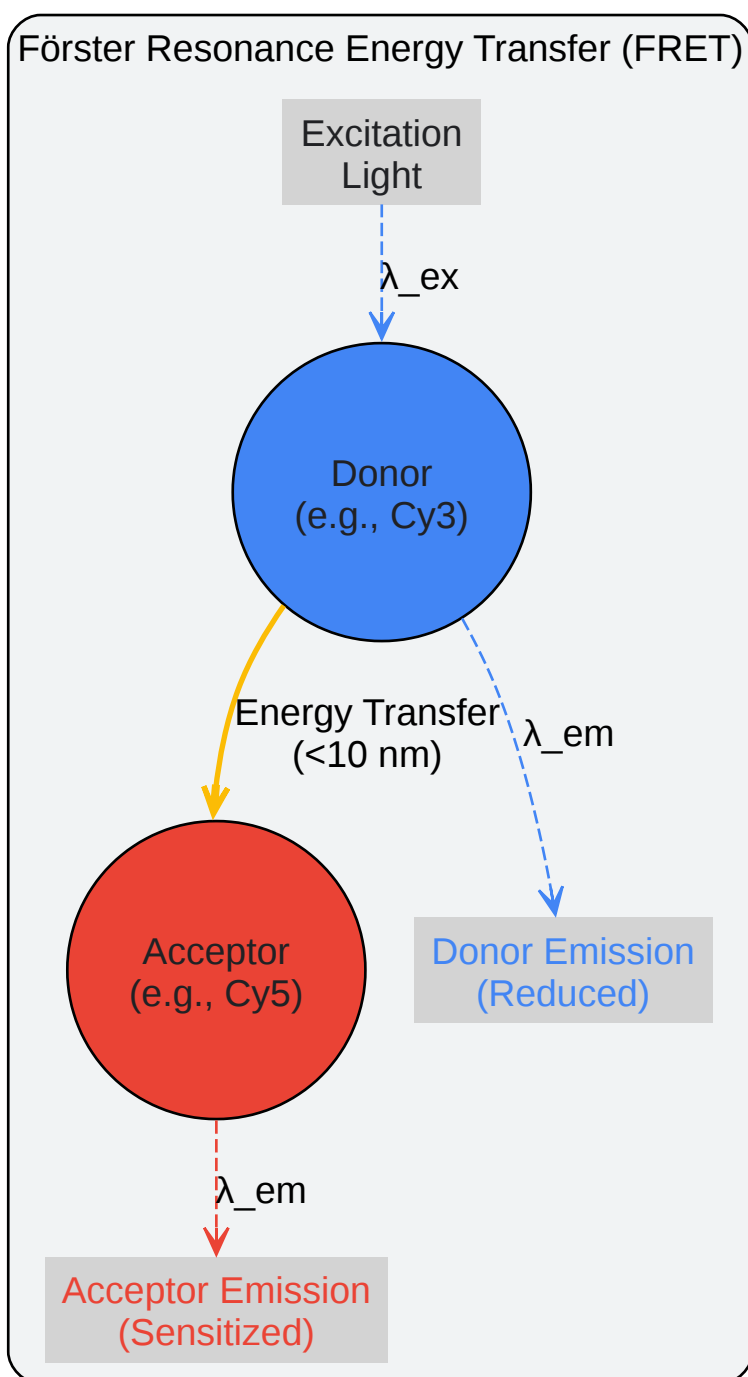 Förster Resonance Energy Transfer (FRET)
Excitation
Light
λ_ex
Donor
(e.g., Cy3)
Energy Transfer
(<10 nm)
λ_em
Acceptor
(e.g., Cy5)
Donor Emission
(Reduced)
λ_em
Acceptor Emission
(Sensitized)